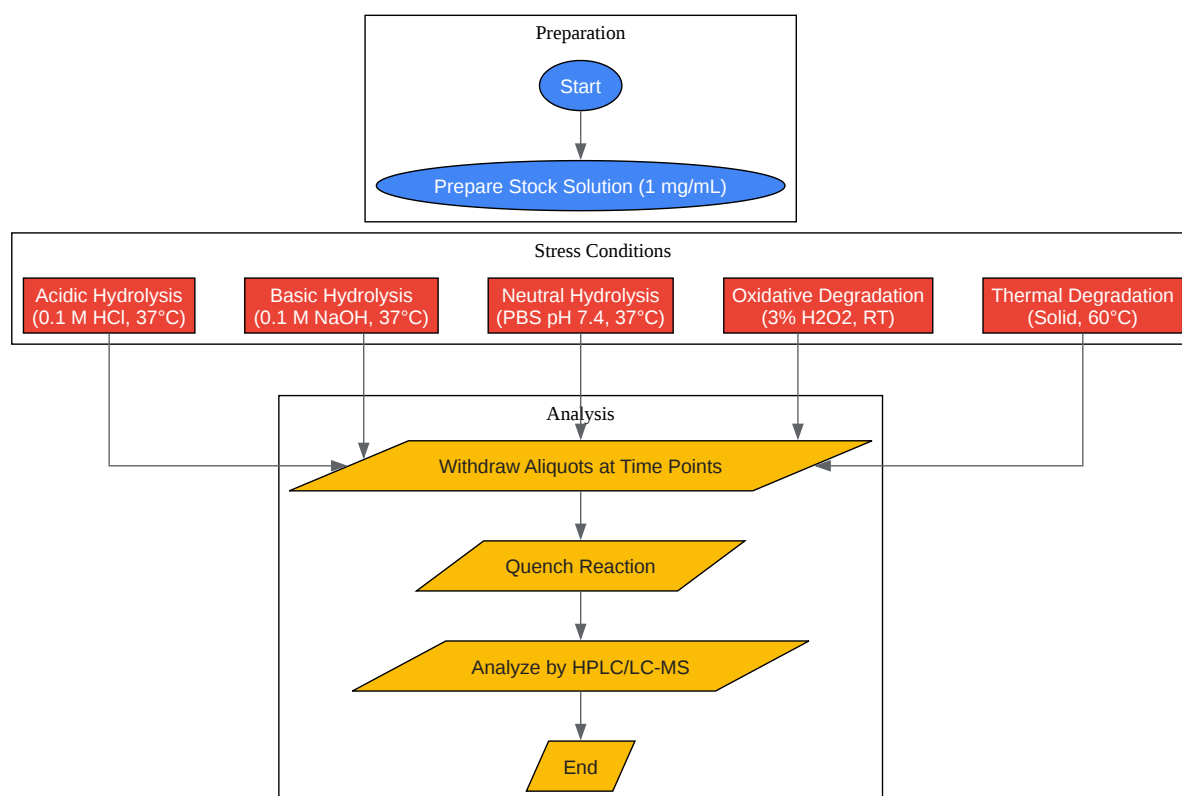 Preparation
Start
Prepare Stock Solution (1 mg/mL)
Stress Conditions
Acidic Hydrolysis
(0.1 M HCl, 37°C)
Basic Hydrolysis
(0.1 M NaOH, 37°C)
Neutral Hydrolysis
(PBS pH 7.4, 37°C)
Oxidative Degradation
(3% H2O2, RT)
Thermal Degradation
(Solid, 60°C)
Analysis
Withdraw Aliquots at Time Points
Quench Reaction
Analyze by HPLC/LC-MS
End